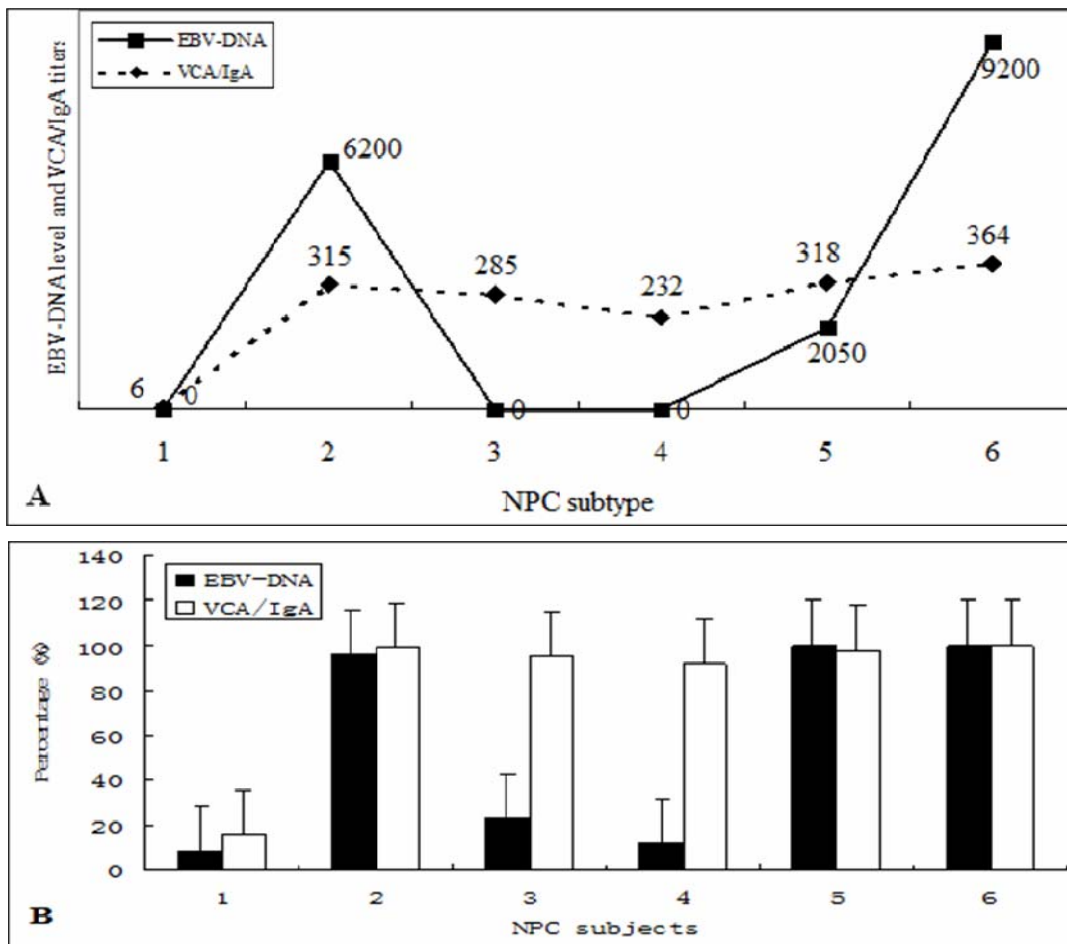 EBV-DNA
VCA/IgA
EBV-DNA level and VCA/IgA titers
9200
6200
315
285
232
318
364
2050
6
0
0
0
1 2 3 4 5 6
A
NPC subtype
140
120
100
80
60
40
20
0
EBV-DNA
VCA/IgA
Percentage (%)
1 2 3 4 5 6
B
NPC subjects